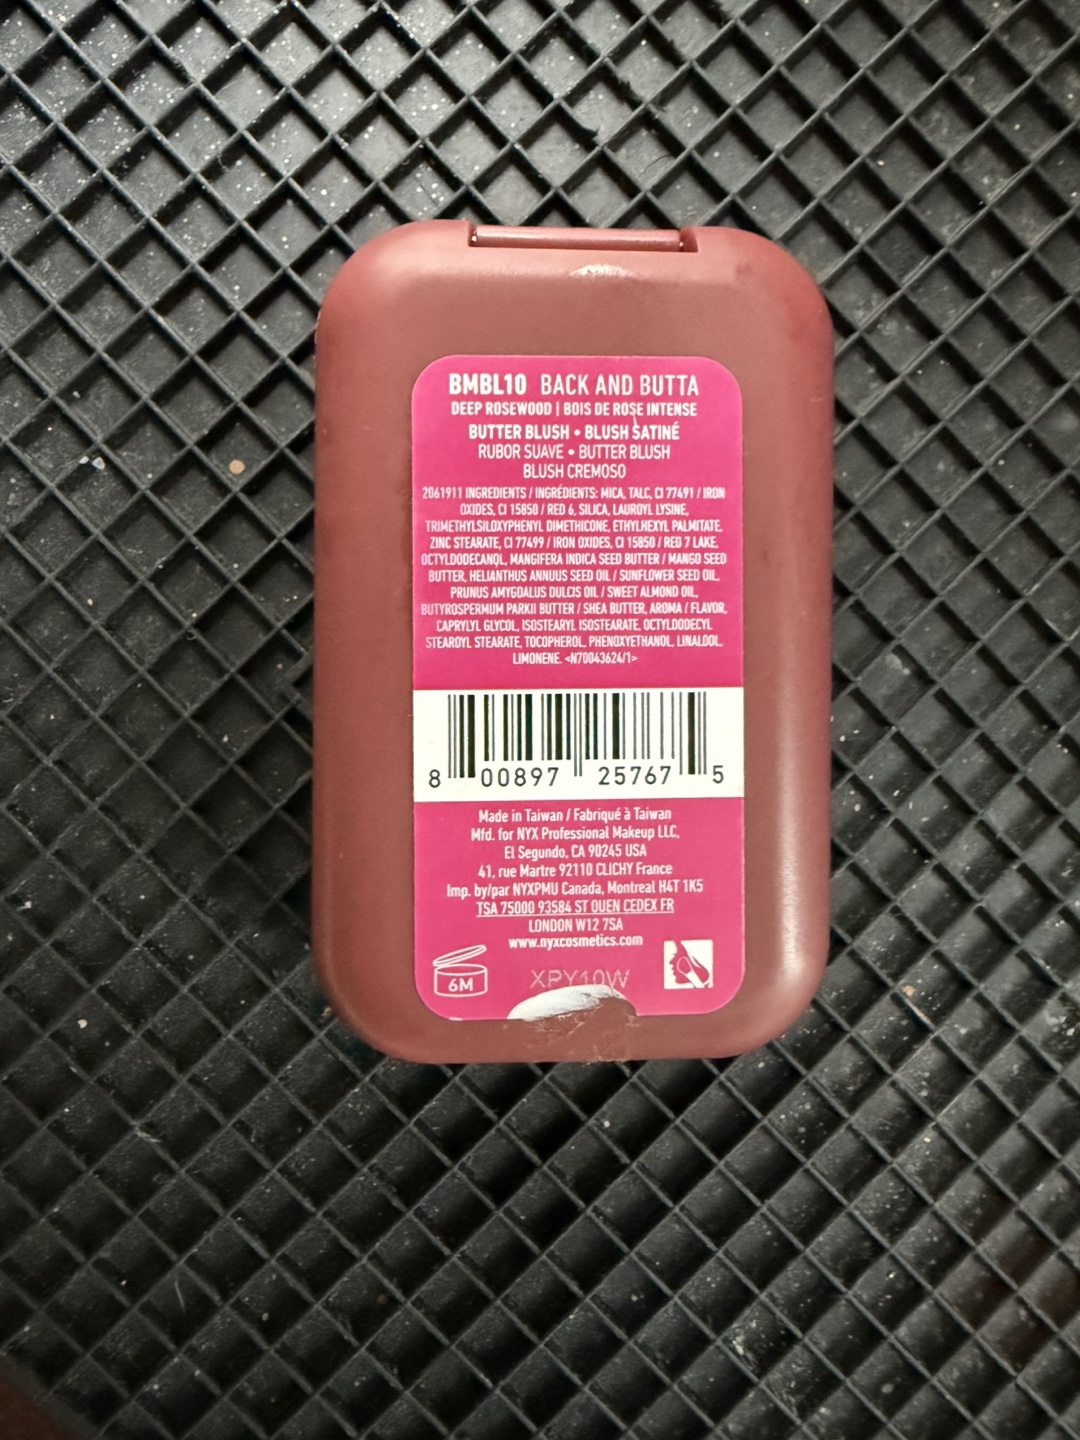 BMBL10 BACK AND BUTTA
DEEP ROSEWOOD | BOIS DE ROSE INTENSE
BUTTER BLUSH • BLUSH SATINÉ
RUBOR SUAVE • BUTTER BLUSH
BLUSH CREMOSO
2061911 INGREDIENTS / INGRÉDIENTS: MICA, TALC, CI 77491 / IRON
OXIDES, CI 15850 / RED 6, SILICA, LAUROYL LYSINE,
TRIMETHYLSILOXYPHENYL DIMETHICONE, ETHYLHEXYL PALMITATE,
ZINC STEARATE, CI 77499 / IRON OXIDES, CI 15850 / RED 7 LAKE,
OCTYLDODECANOL, MANGIFERA INDICA SEED BUTTER / MANGO SEED
BUTTER, HELIANTHUS ANNUUS SEED OIL / SUNFLOWER SEED OIL,
PRUNUS AMYGDALUS DULCIS OIL / SWEET ALMOND OIL,
BUTYROSPERMUM PARKII BUTTER / SHEA BUTTER, AROMA / FLAVOR,
CAPRYLYL GLYCOL, ISOSTEARYL ISOSTEARATE, OCTYLDODECYL
STEAROYL STEARATE, TOCOPHEROL, PHENOXYETHANOL, LINALOOL,
LIMONENE. <N70043624/1>
8 00897 25767 5
Made in Taiwan / Fabriqué à Taiwan
Mfd. for NYX Professional Makeup LLC,
El Segundo, CA 90245 USA
41, rue Martre 92110 CLICHY France
Imp. by/par NYXPMU Canada, Montreal H4T 1K5
TSA 75000 93584 ST OUEN CEDEX FR
LONDON W12 7SA
www.nyxcosmetics.com
6M
XPY10W